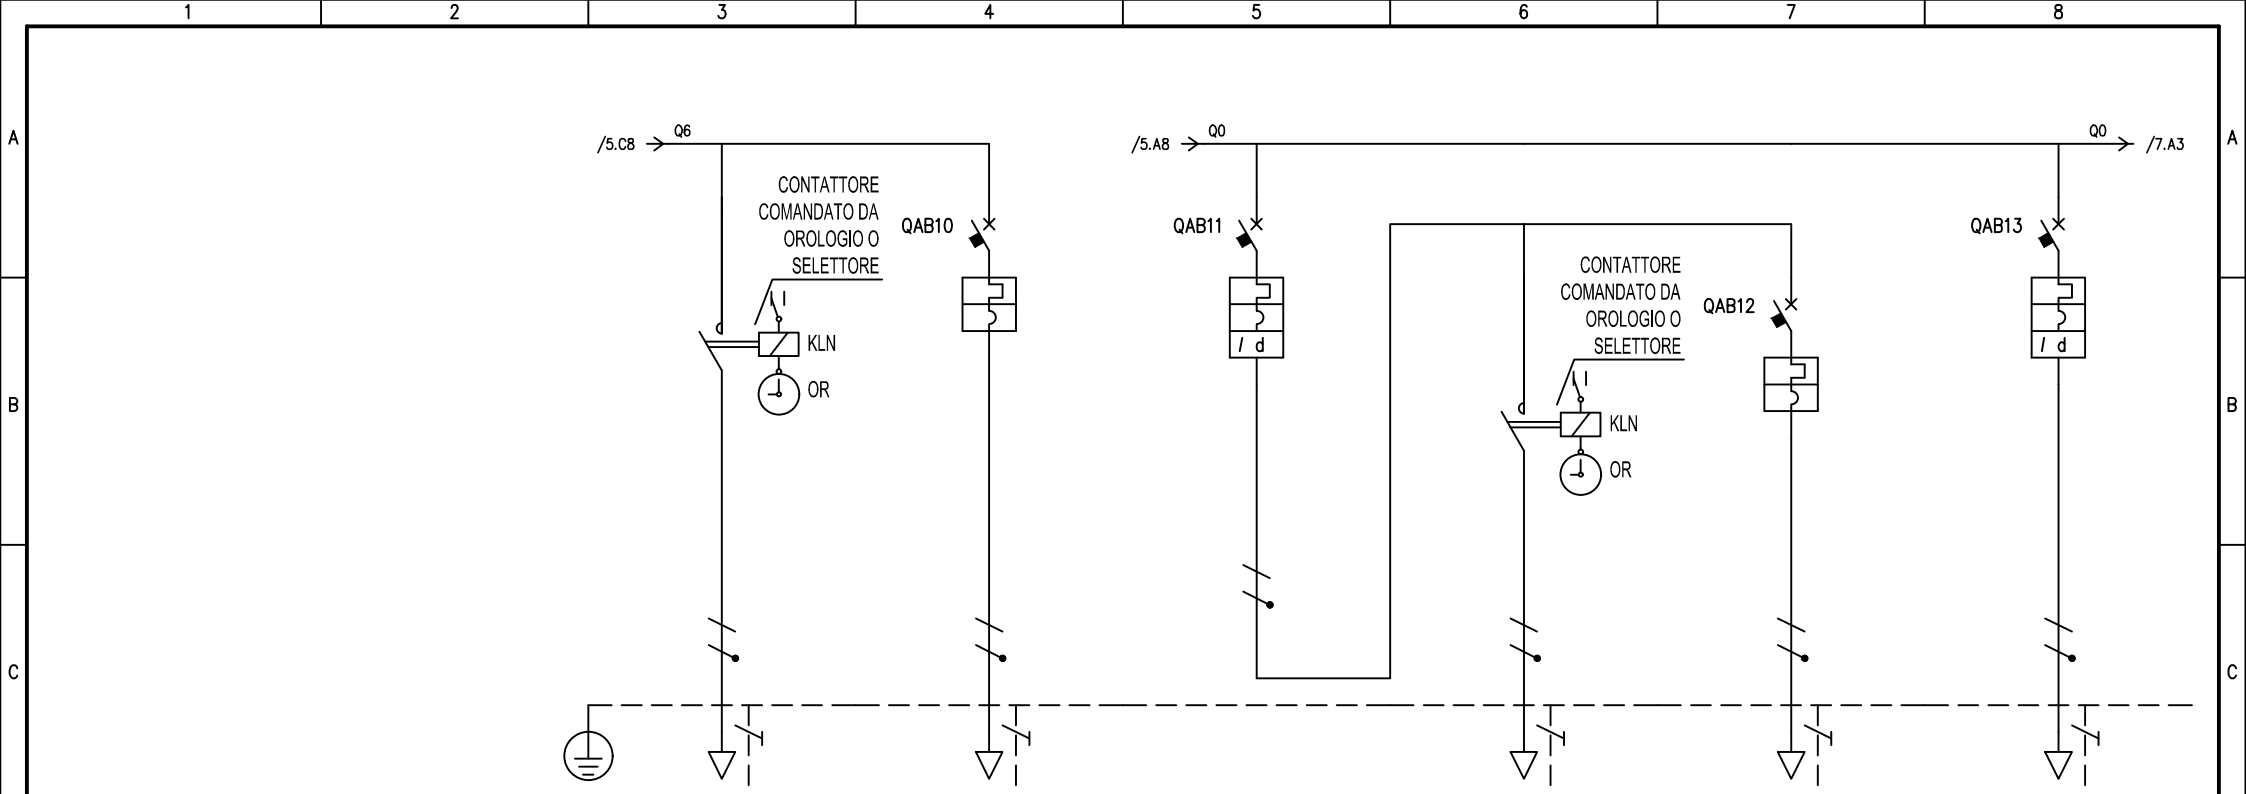 1 2 3 4 5 6 7 8
A A
/5.C8 Q6 /5.A8 Q0 Q0 /7.A3
CONTATTORE
COMANDATO DA
OROLOGIO O
SELETTORE
QAB10
QAB11
QAB13
CONTATTORE
COMANDATO DA
OROLOGIO O
SELETTORE
QAB12
I d
I d
KLN
OR
B B
KLN
OR
C C